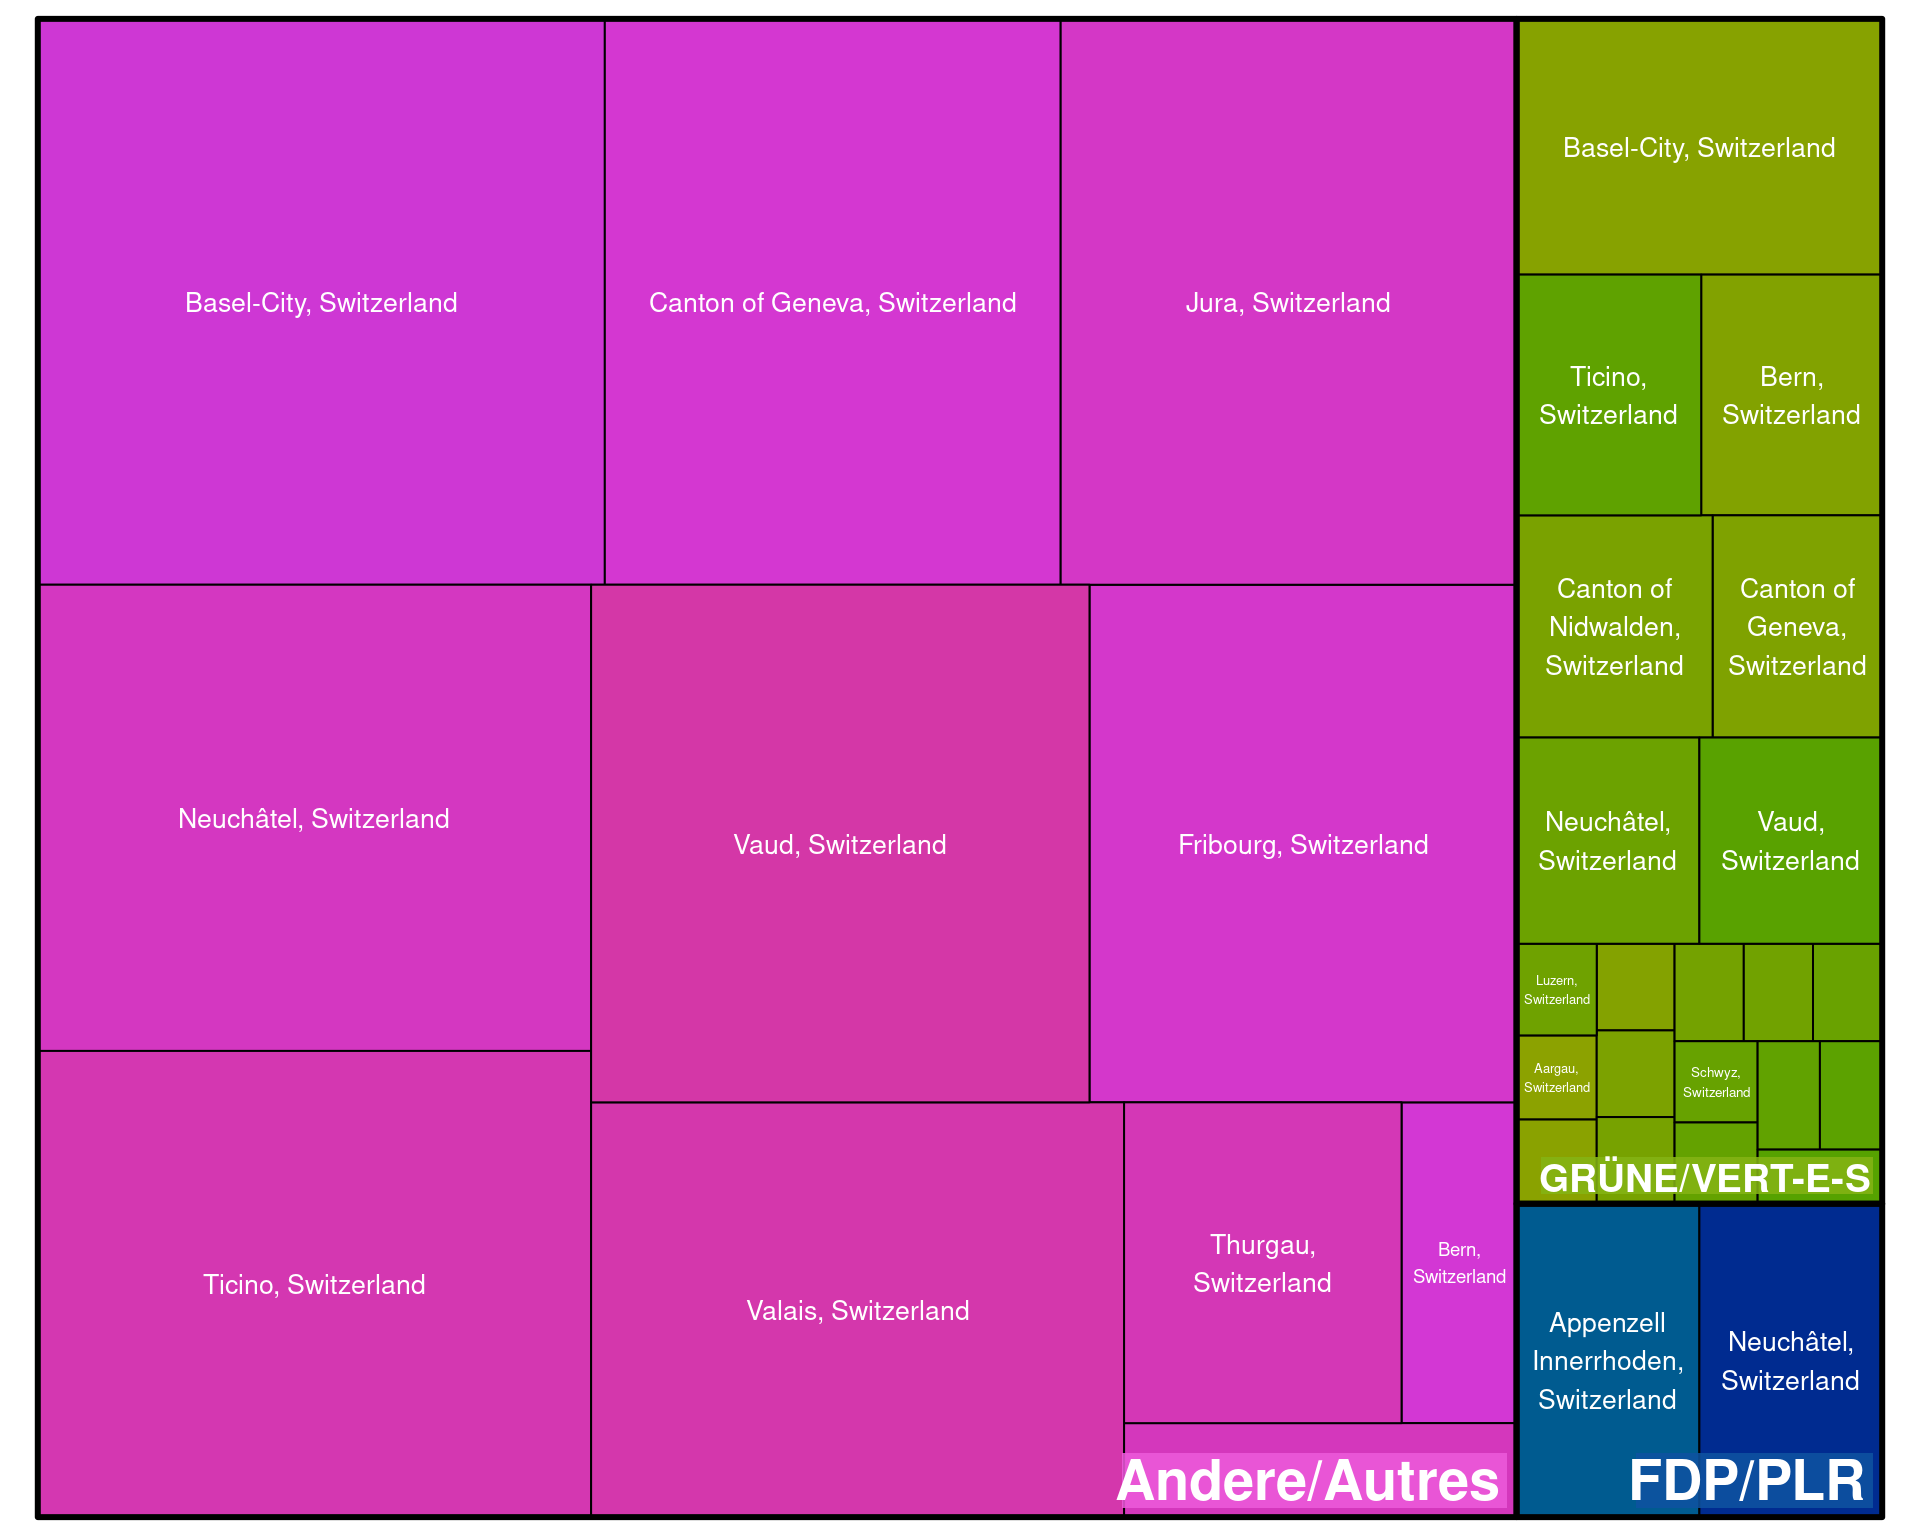 Basel-City, Switzerland
Canton of Geneva, Switzerland
Jura, Switzerland
Neuchâtel, Switzerland
Vaud, Switzerland
Fribourg, Switzerland
Ticino, Switzerland
Valais, Switzerland
Thurgau,
Switzerland
Bern,
Switzerland
Andere/Autres
Basel-City, Switzerland
Ticino,
Switzerland
Bern,
Switzerland
Canton of
Nidwalden,
Switzerland
Canton of
Geneva,
Switzerland
Neuchâtel,
Switzerland
Vaud,
Switzerland
Luzern,
Switzerland
Aargau,
Switzerland
Schwyz,
Switzerland
GRÜNE/VERT-E-S
Appenzell
Innerrhoden,
Switzerland
Neuchâtel,
Switzerland
FDP/PLR